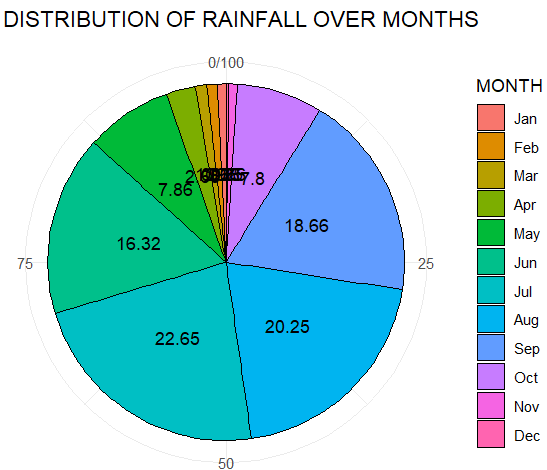 DISTRIBUTION OF RAINFALL OVER MONTHS
0/100
MONTH
Jan
Feb
Mar
Apr
May
Jun
Jul
Aug
Sep
Oct
Nov
Dec
7.8
7.86
18.66
16.32
75
25
20.25
22.65
50